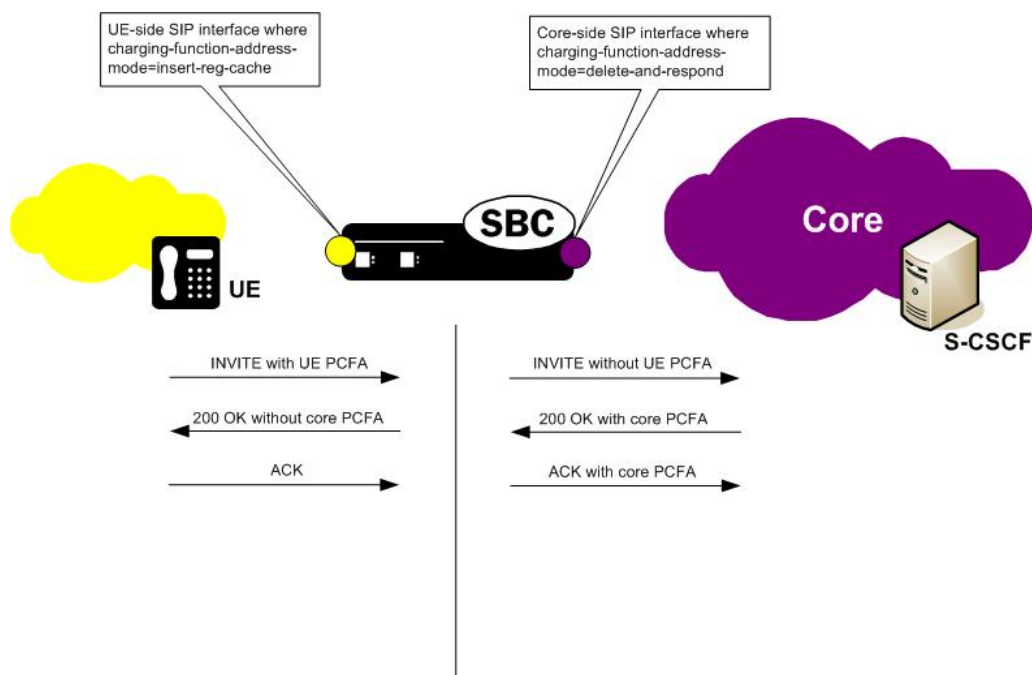 UE-side SIP interface where
charging-function-address-
mode=insert-reg-cache
Core-side SIP interface where
charging-function-address-
mode=delete-and-respond
SBC
Core
UE
S-CSCF
INVITE with UE PCFA
INVITE without UE PCFA
200 OK without core PCFA
200 OK with core PCFA
ACK
ACK with core PCFA